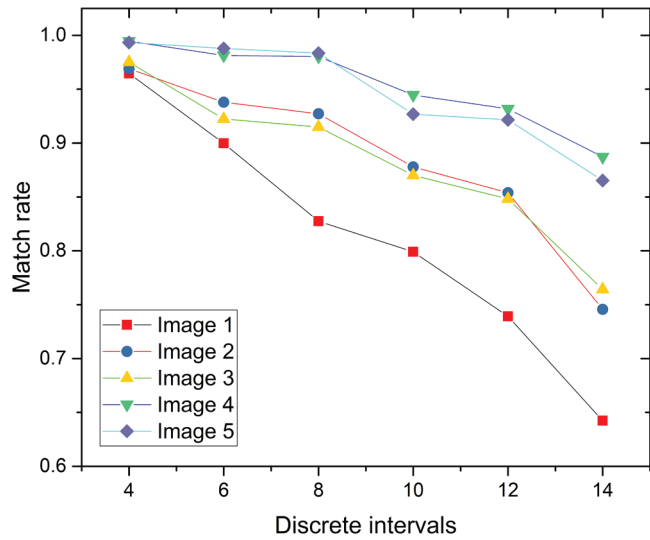 1.0
0.9
0.8
0.7
0.6
Match rate
Image 1
Image 2
Image 3
Image 4
Image 5
4 6 8 10 12 14
Discrete intervals